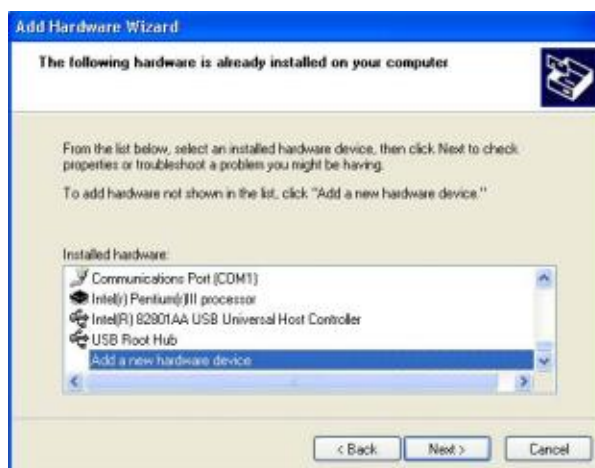 Add Hardware Wizard
The following hardware is already installed on your computer
From the list below, select an installed hardware device, then click Next to check
properties or troubleshoot a problem you might be having.
To add hardware not shown in the list, click "Add a new hardware device."
Installed hardware:
Communications Port (COM1)
Intel(r) Pentium(r)III processor
Intel(R) 82801AA USB Universal Host Controller
USB Root Hub
Add a new hardware device
< Back
Next >
Cancel